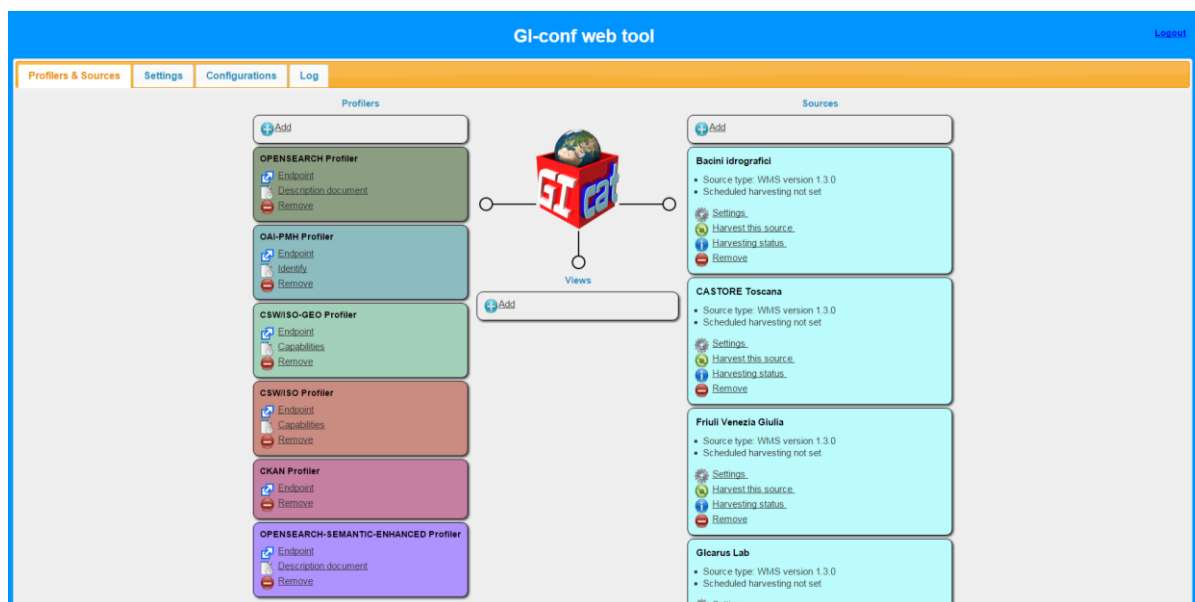 GI-conf web tool
Logout
Profilers & Sources
Settings
Configurations
Log
Profilers
Add
OPENSEARCH Profiler
Endpoint
Description document
Remove
OAI-PMH Profiler
Endpoint
Identify
Remove
CSW/ISO-GEO Profiler
Endpoint
Capabilities
Remove
CSW/ISO Profiler
Endpoint
Capabilities
Remove
CKAN Profiler
Endpoint
Remove
OPENSEARCH-SEMANTIC-ENHANCED Profiler
Endpoint
Description document
Remove
GI cat
Views
Add
Sources
Add
Bacini idrografici
• Source type: WMS version 1.3.0
• Scheduled harvesting not set
Settings
Harvest this source
Harvesting status
Remove
CASTORE Toscana
• Source type: WMS version 1.3.0
• Scheduled harvesting not set
Settings
Harvest this source
Harvesting status
Remove
Friuli Venezia Giulia
• Source type: WMS version 1.3.0
• Scheduled harvesting not set
Settings
Harvest this source
Harvesting status
Remove
GIcarus Lab
• Source type: WMS version 1.3.0
• Scheduled harvesting not set